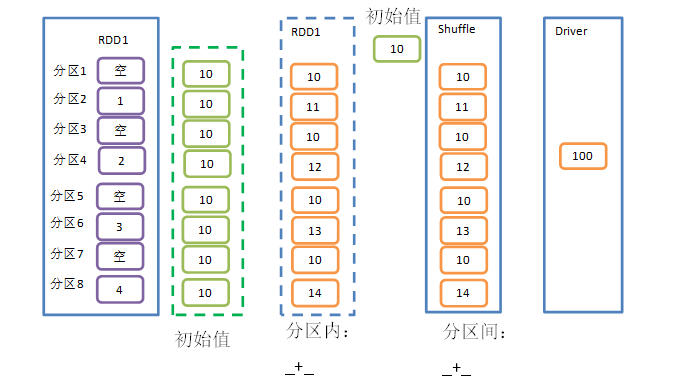 初始值
RDD1
RDD1
10
Shuffle
Driver
分区1 空 10 10 10
分区2 1 10 11 11
分区3 空 10 10 10
分区4 2 10 12 12 100
分区5 空 10 10 10
分区6 3 10 13 13
分区7 空 10 10 10
分区8 4 10 14 14
初始值
分区内：
分区间：
_+_
_+_